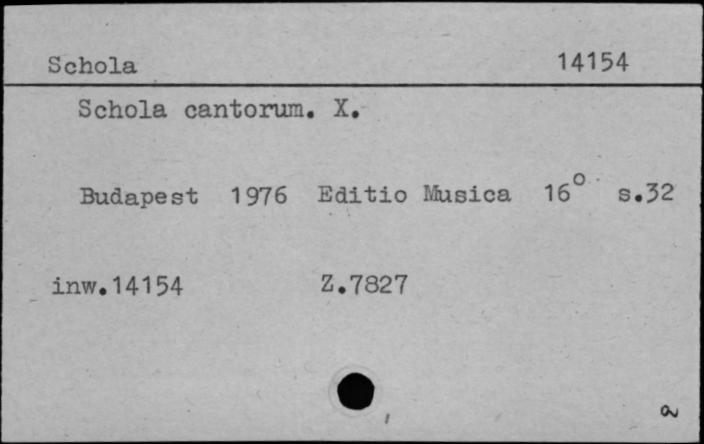 Schola 14154
Schola cantorum. X.
Budapest 1976 Editio Musica 16° s.32
inw.14154 Z.7827